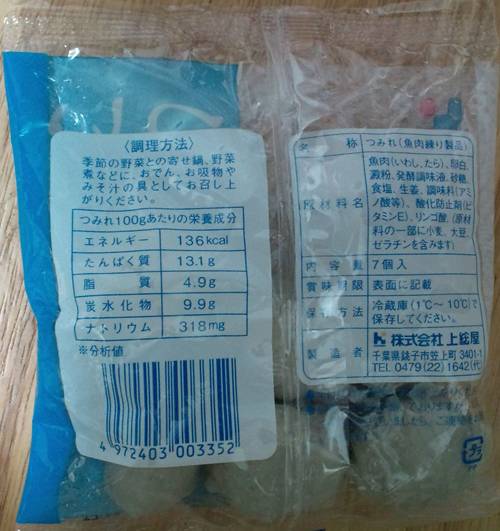 〈調理方法〉
季節の野菜との寄せ鍋、野菜
煮などに、おでん、お吸物や
みそ汁の具としてお召し上
がりください。
つみれ100gあたりの栄養成分
エネルギー 136kcal
たんぱく質 13.1g
脂質 4.9g
炭水化物 9.9g
ナトリウム 318mg
※分析値
4 972403 003352
名称 つみれ(魚肉練り製品)
原材料名 魚肉(いわし、たら)、卵白、
澱粉、発酵調味液、砂糖、
食塩、生姜、調味料(アミ
ノ酸等)、酸化防止剤(ビ
タミンE)、リンゴ酸、(原材
料の一部に小麦、大豆、
ゼラチンを含みます)
内容量 7個入
賞味期限 表面に記載
保存方法 冷蔵庫(1℃〜10℃)で
保存してください。
製造者 株式会社 上絵屋
千葉県銚子市笠上町3401-1
TEL 0479(22)1642(代)
プラ